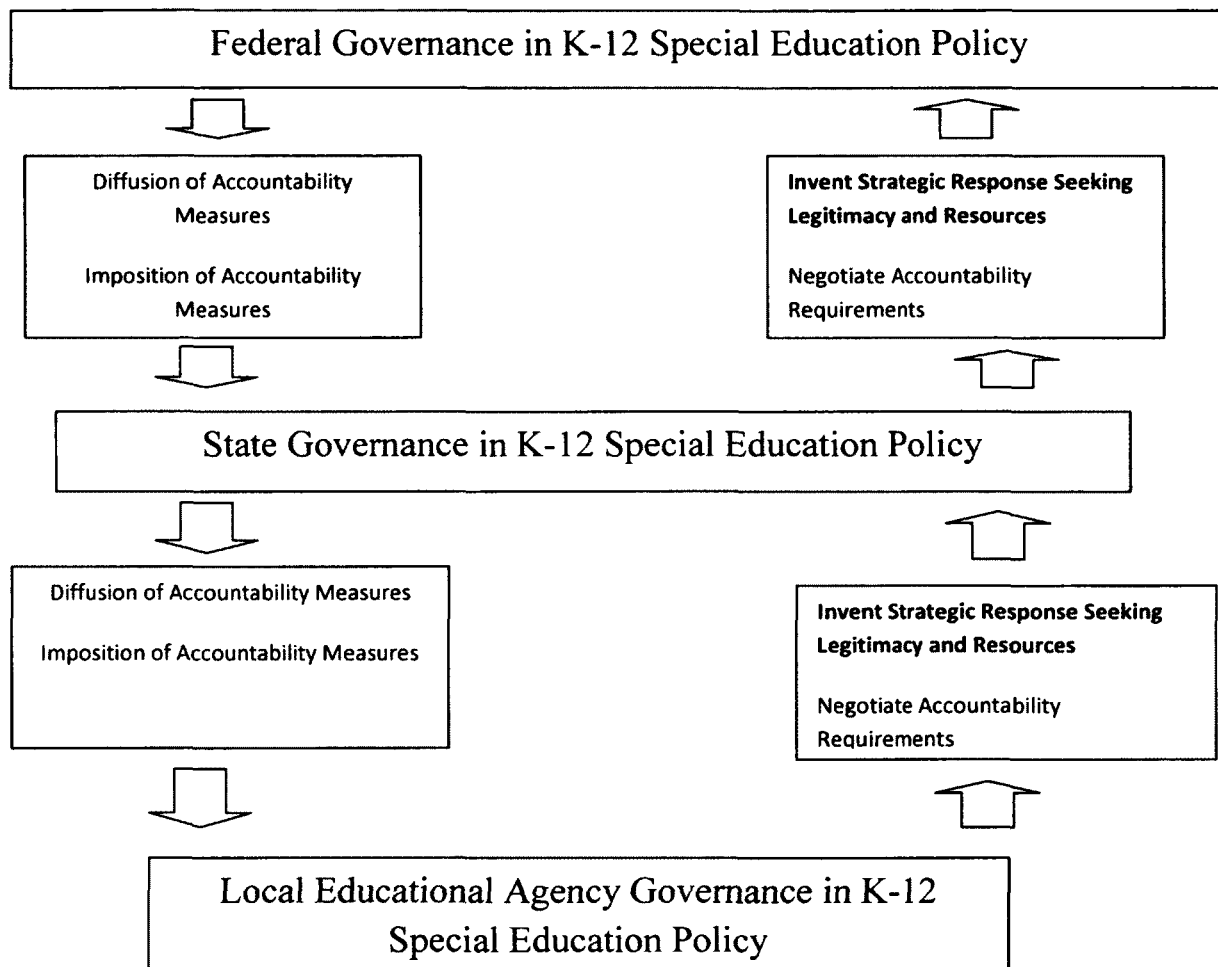 Federal Governance in K-12 Special Education Policy
Diffusion of Accountability
Measures
Imposition of Accountability
Measures
Invent Strategic Response Seeking
Legitimacy and Resources
Negotiate Accountability
Requirements
State Governance in K-12 Special Education Policy
Diffusion of Accountability Measures
Imposition of Accountability Measures
Invent Strategic Response Seeking
Legitimacy and Resources
Negotiate Accountability
Requirements
Local Educational Agency Governance in K-12
Special Education Policy